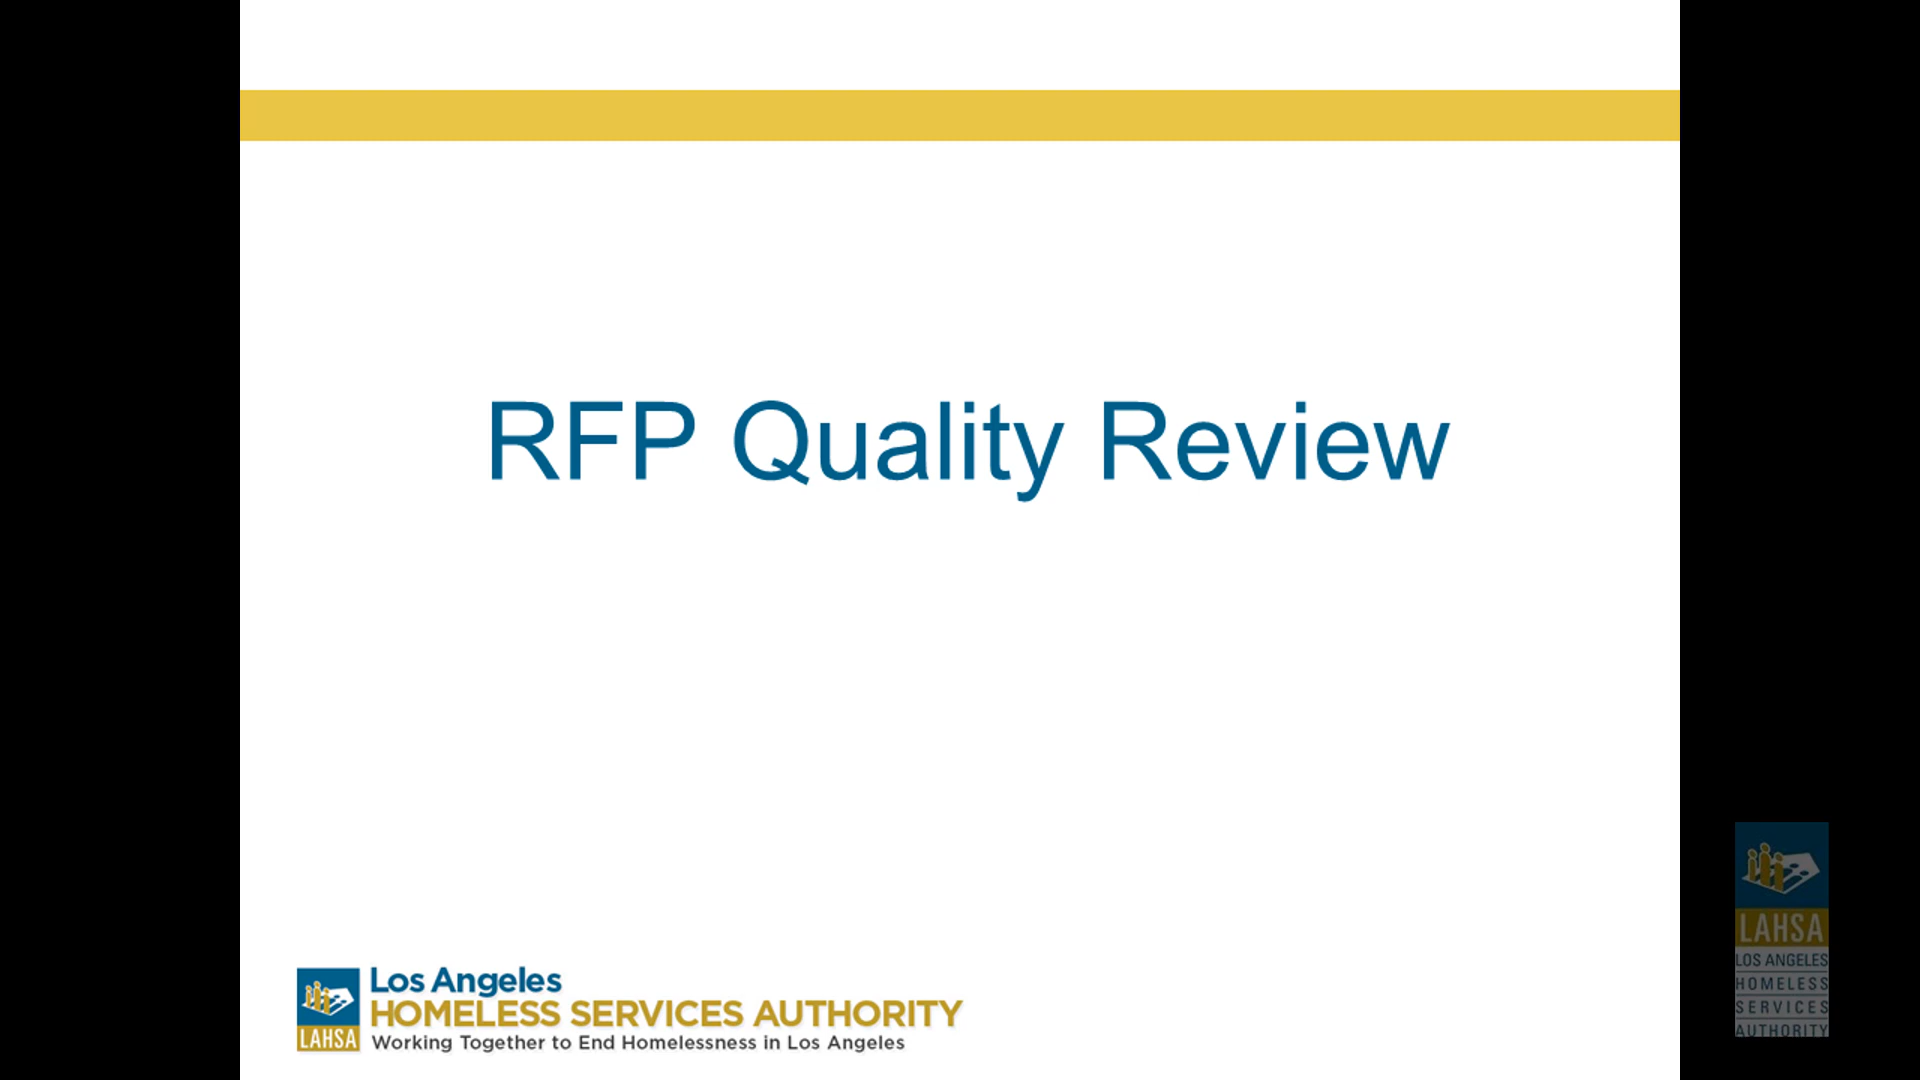 RFP Quality Review
Los Angeles
HOMELESS SERVICES AUTHORITY
LAHSA
Working Together to End Homelessness in Los Angeles
LAHSA
LOS ANGELES
HOMELESS
SERVICES
AUTHORITY